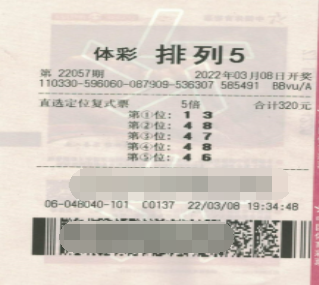 体彩 排列5
第 22057期 2022年03月08日开奖
110330-596060-087909-536307 585491 BBvu/A
直选定位复式票 5倍 合计320元
第①位: 1 3
第②位: 4 8
第③位: 4 7
第④位: 4 8
第⑤位: 4 6
06-048040-101 C0137 22/03/08 19:34:48